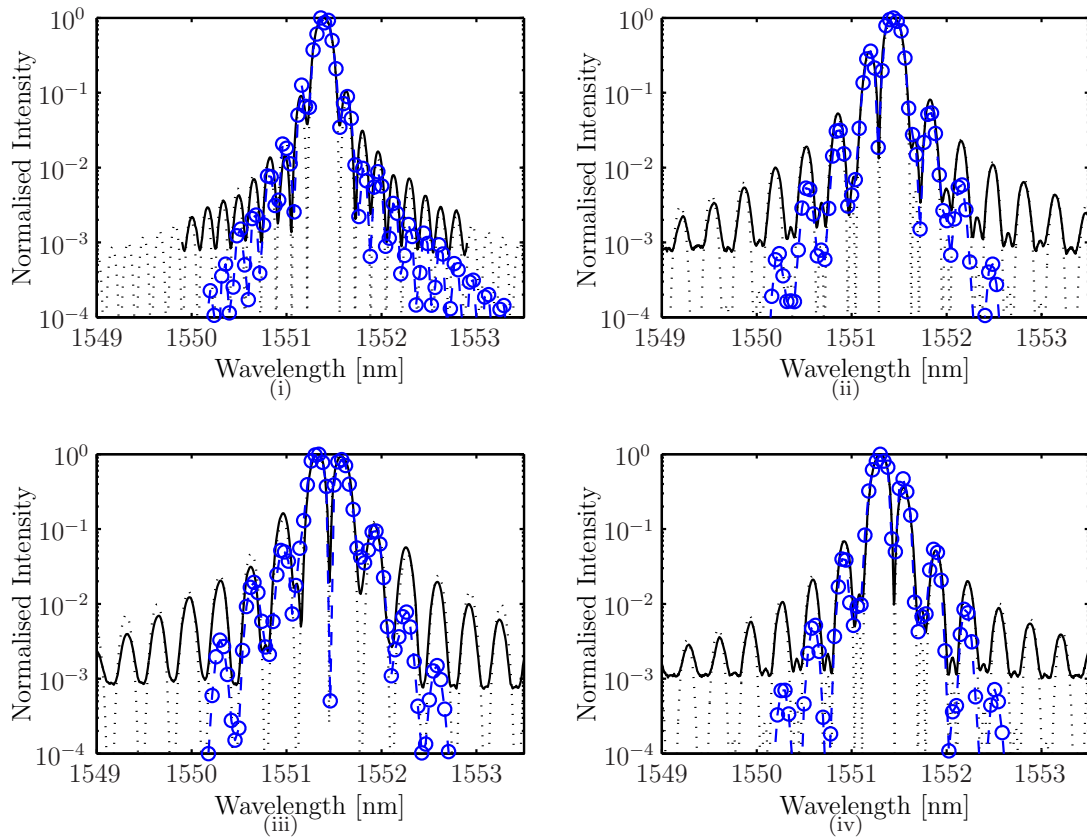 Normalised Intensity
10^0
10^-1
10^-2
10^-3
10^-4
1549 1550 1551 1552 1553
Wavelength [nm]
(i)
Normalised Intensity
10^0
10^-1
10^-2
10^-3
10^-4
1549 1550 1551 1552 1553
Wavelength [nm]
(ii)
Normalised Intensity
10^0
10^-1
10^-2
10^-3
10^-4
1549 1550 1551 1552 1553
Wavelength [nm]
(iii)
Normalised Intensity
10^0
10^-1
10^-2
10^-3
10^-4
1549 1550 1551 1552 1553
Wavelength [nm]
(iv)